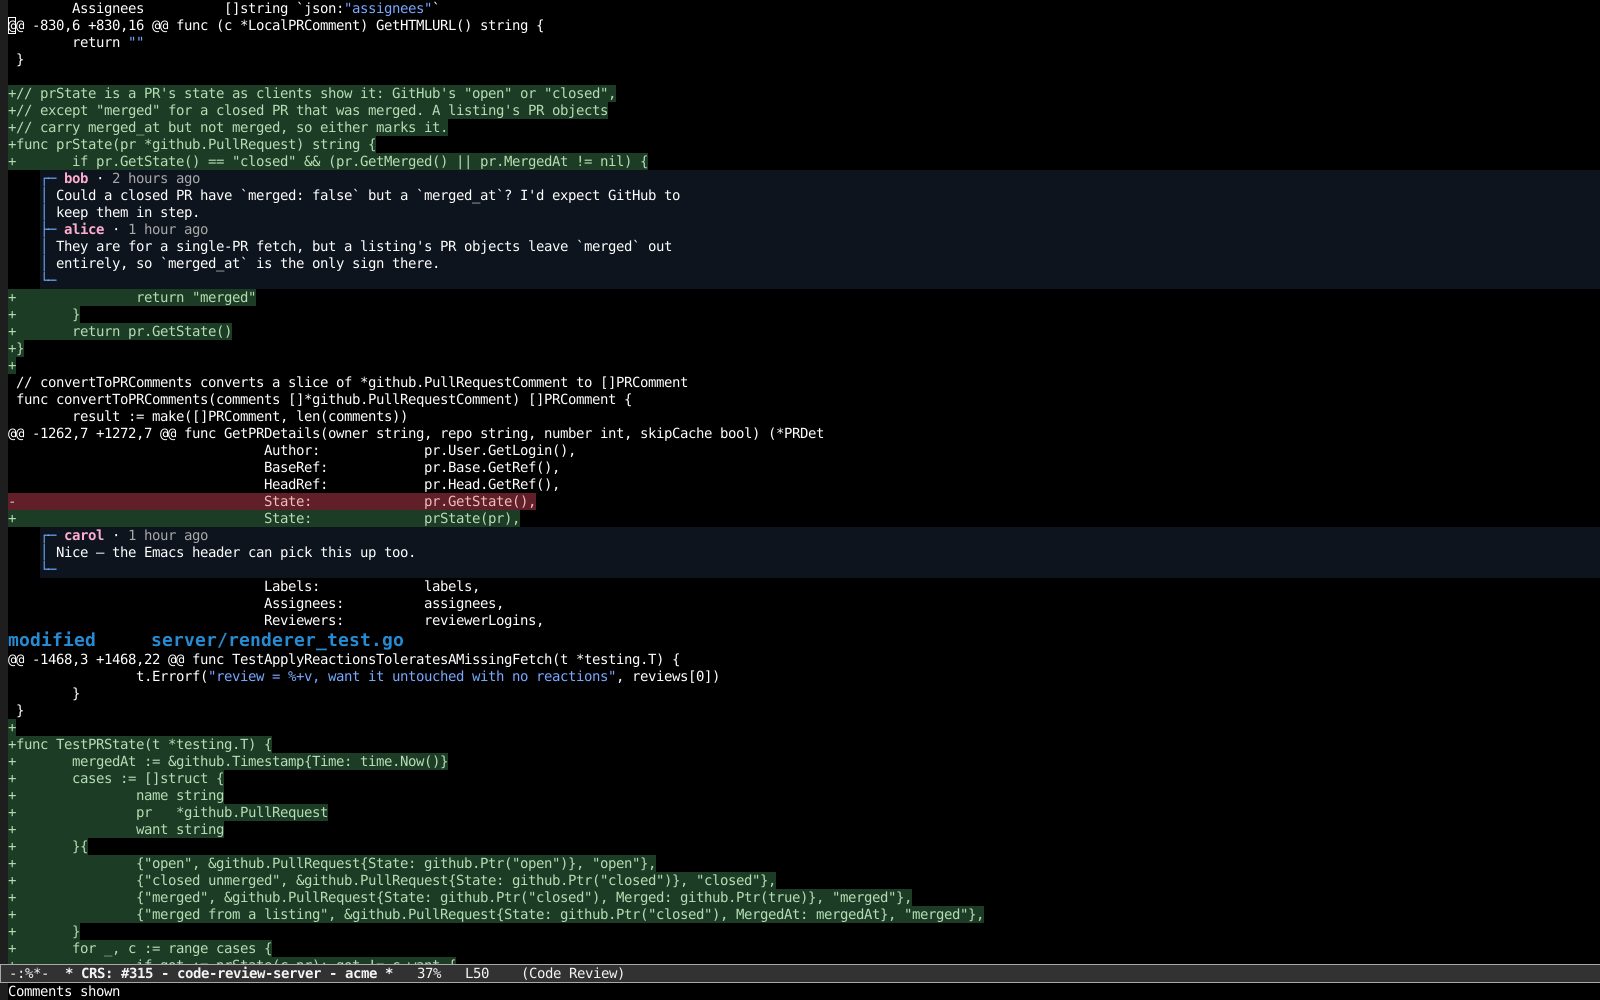 Assignees          []string `json:"assignees"`
@@ -830,6 +830,16 @@ func (c *LocalPRComment) GetHTMLURL() string {
        return ""
 }

+// prState is a PR's state as clients show it: GitHub's "open" or "closed",
+// except "merged" for a closed PR that was merged. A listing's PR objects
+// carry merged_at but not merged, so either marks it.
+func prState(pr *github.PullRequest) string {
+       if pr.GetState() == "closed" && (pr.GetMerged() || pr.MergedAt != nil) {
bob · 2 hours ago
Could a closed PR have `merged: false` but a `merged_at`? I'd expect GitHub to
keep them in step.
alice · 1 hour ago
They are for a single-PR fetch, but a listing's PR objects leave `merged` out
entirely, so `merged_at` is the only sign there.
+               return "merged"
+       }
+       return pr.GetState()
+}
+
 // convertToPRComments converts a slice of *github.PullRequestComment to []PRComment
 func convertToPRComments(comments []*github.PullRequestComment) []PRComment {
        result := make([]PRComment, len(comments))
@@ -1262,7 +1272,7 @@ func GetPRDetails(owner string, repo string, number int, skipCache bool) (*PRDet
                                Author:             pr.User.GetLogin(),
                                BaseRef:            pr.Base.GetRef(),
                                HeadRef:            pr.Head.GetRef(),
-                               State:              pr.GetState(),
+                               State:              prState(pr),
carol · 1 hour ago
Nice — the Emacs header can pick this up too.
                                Labels:             labels,
                                Assignees:          assignees,
                                Reviewers:          reviewerLogins,
modified     server/renderer_test.go
@@ -1468,3 +1468,22 @@ func TestApplyReactionsToleratesAMissingFetch(t *testing.T) {
                t.Errorf("review = %+v, want it untouched with no reactions", reviews[0])
        }
 }
+
+func TestPRState(t *testing.T) {
+       mergedAt := &github.Timestamp{Time: time.Now()}
+       cases := []struct {
+               name string
+               pr   *github.PullRequest
+               want string
+       }{
+               {"open", &github.PullRequest{State: github.Ptr("open")}, "open"},
+               {"closed unmerged", &github.PullRequest{State: github.Ptr("closed")}, "closed"},
+               {"merged", &github.PullRequest{State: github.Ptr("closed"), Merged: github.Ptr(true)}, "merged"},
+               {"merged from a listing", &github.PullRequest{State: github.Ptr("closed"), MergedAt: mergedAt}, "merged"},
+       }
+       for _, c := range cases {
+               if got := prState(c.pr); got != c.want {
-:%*-  * CRS: #315 - code-review-server - acme *   37%   L50    (Code Review)
Comments shown